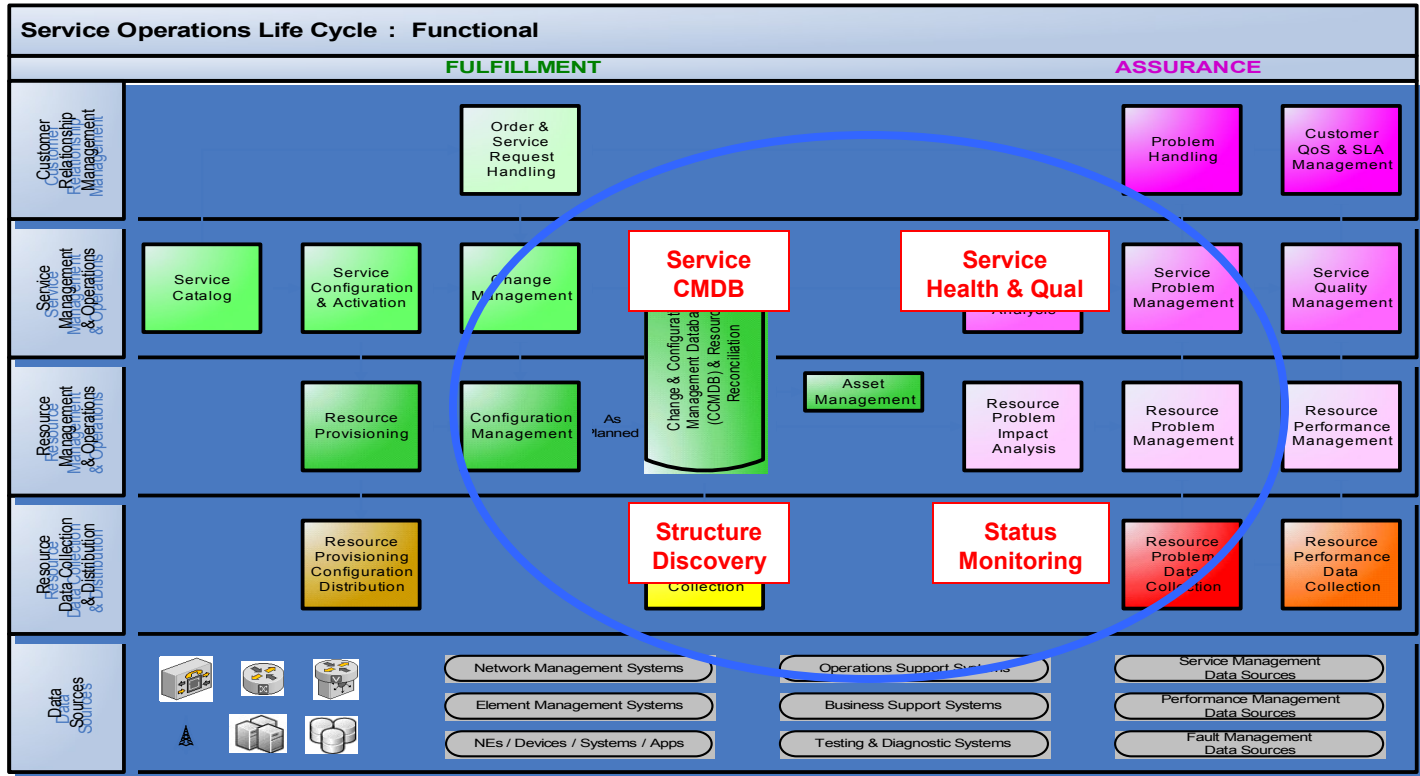 Service Operations Life Cycle : Functional
FULFILLMENT
ASSURANCE
Customer
Relationship
Management
Order &
Service
Request
Handling
Problem
Handling
Customer
QoS & SLA
Management
Service
Management
& Operations
Service
Catalog
Service
Configuration
& Activation
Change
Management
Service
CMDB
Service
Health & Qual
Analysis
Service
Problem
Management
Service
Quality
Management
Resource
Management
& Operations
Resource
Provisioning
Configuration
Management
As
Planned
Change & Configurat
Management Databa
(CCMDB) & Resourc
Reconciliation
Asset
Management
Resource
Problem
Impact
Analysis
Resource
Problem
Management
Resource
Performance
Management
Resource
Data Collection
& Distribution
Resource
Provisioning
Configuration
Distribution
Structure
Discovery
Collection
Status
Monitoring
Resource
Problem
Data
Collection
Resource
Performance
Data
Collection
Data
Sources
Network Management Systems
Operations Support Systems
Service Management
Data Sources
Element Management Systems
Business Support Systems
Performance Management
Data Sources
NEs / Devices / Systems / Apps
Testing & Diagnostic Systems
Fault Management
Data Sources